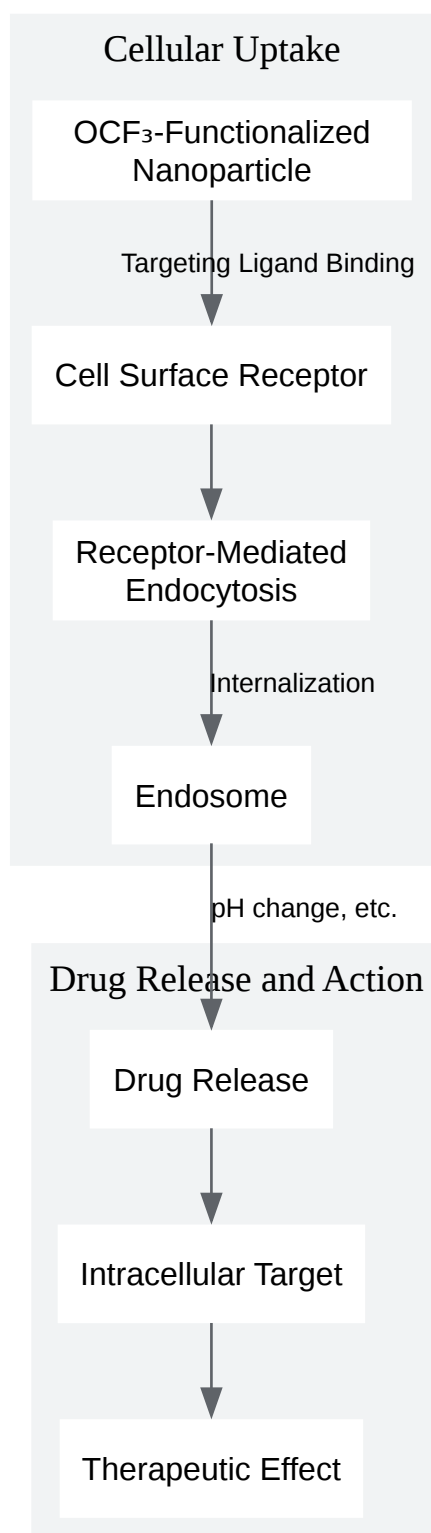 Cellular Uptake
OCF₃-Functionalized
Nanoparticle
Targeting Ligand Binding
Cell Surface Receptor
Receptor-Mediated
Endocytosis
Internalization
Endosome
pH change, etc.
Drug Release and Action
Drug Release
Intracellular Target
Therapeutic Effect